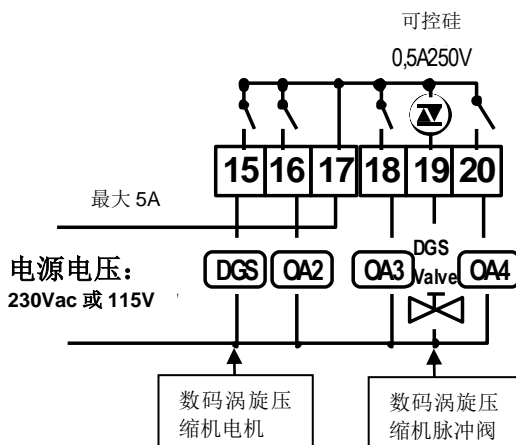 可控硅
0,5A250V
15 16 17 18 19 20
最大 5A
电源电压：
230Vac 或 115V
DGS OA2 OA3 DGS Valve OA4
数码涡旋压
缩机电机
数码涡旋压
缩机脉冲阀